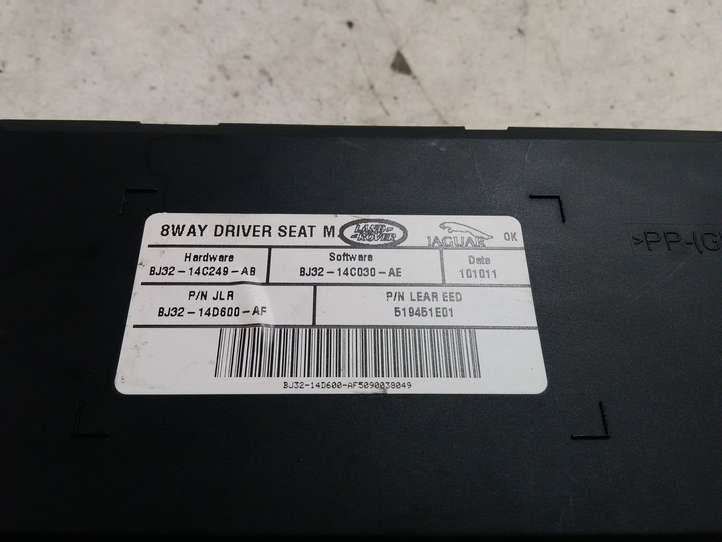 8WAY DRIVER SEAT M LAND ROVER JAGUAR OK
Hardware Software Date
BJ32-14C249-AB BJ32-14C030-AE 101011
P/N JLR P/N LEAR EED
BJ32-14D600-AF 519451E01
BJ32-14D600-AF5090038049
>PP-(G